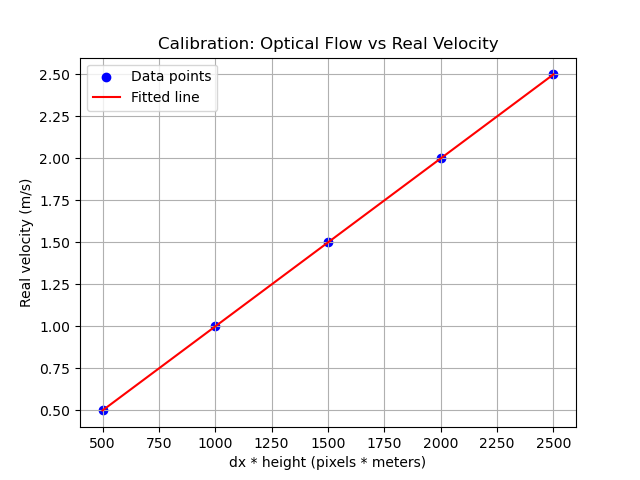 Calibration: Optical Flow vs Real Velocity
Data points
Fitted line
Real velocity (m/s)
2.50
2.25
2.00
1.75
1.50
1.25
1.00
0.75
0.50
500 750 1000 1250 1500 1750 2000 2250 2500
dx * height (pixels * meters)